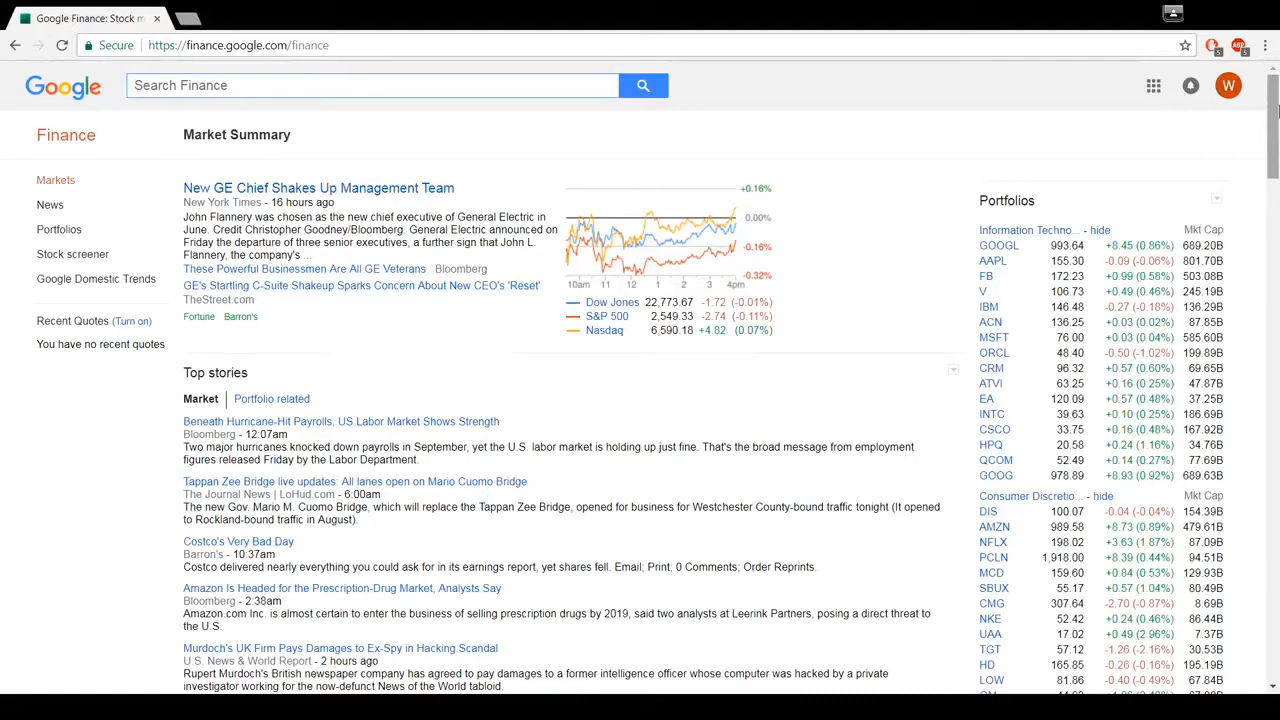 Google Finance: Stock m
Secure
https://finance.google.com/finance
5
ABP
5
Google
Search Finance
W
Finance
Market Summary
Markets
News
Portfolios
Stock screener
Google Domestic Trends
Recent Quotes (Turn on)
You have no recent quotes
New GE Chief Shakes Up Management Team
New York Times - 16 hours ago
John Flannery was chosen as the new chief executive of General Electric in
June. Credit Christopher Goodney/Bloomberg. General Electric announced on
Friday the departure of three senior executives, a further sign that John L.
Flannery, the company's ...
These Powerful Businessmen Are All GE Veterans Bloomberg
GE's Startling C-Suite Shakeup Sparks Concern About New CEO's 'Reset'
TheStreet.com
Fortune Barron's
+0.16%
0.00%
-0.16%
-0.32%
10am 11 12 1 2 3 4pm
Dow Jones 22,773.67 -1.72 (-0.01%)
S&P 500 2,549.33 -2.74 (-0.11%)
Nasdaq 6,590.18 +4.82 (0.07%)
Top stories
Market Portfolio related
Beneath Hurricane-Hit Payrolls, US Labor Market Shows Strength
Bloomberg - 12:07am
Two major hurricanes knocked down payrolls in September, yet the U.S. labor market is holding up just fine. That's the broad message from employment
figures released Friday by the Labor Department.
Tappan Zee Bridge live updates: All lanes open on Mario Cuomo Bridge
The Journal News | LoHud.com - 6:00am
The new Gov. Mario M. Cuomo Bridge, which will replace the Tappan Zee Bridge, opened for business for Westchester County-bound traffic tonight (It opened
to Rockland-bound traffic in August).
Costco's Very Bad Day
Barron's - 10:37am
Costco delivered nearly everything you could ask for in its earnings report, yet shares fell. Email; Print; 0 Comments; Order Reprints.
Amazon Is Headed for the Prescription-Drug Market, Analysts Say
Bloomberg - 2:38am
Amazon.com Inc. is almost certain to enter the business of selling prescription drugs by 2019, said two analysts at Leerink Partners, posing a direct threat to
the U.S.
Murdoch's UK Firm Pays Damages to Ex-Spy in Hacking Scandal
U.S. News & World Report - 2 hours ago
Rupert Murdoch's British newspaper company has agreed to pay damages to a former intelligence officer whose computer was hacked by a private
investigator working for the now-defunct News of the World tabloid.
Portfolios
Information Techno... - hide Mkt Cap
GOOGL 993.64 +8.45 (0.86%) 689.20B
AAPL 155.30 -0.09 (-0.06%) 801.70B
FB 172.23 +0.99 (0.58%) 503.08B
V 106.73 +0.49 (0.46%) 245.19B
IBM 146.48 -0.27 (-0.18%) 136.29B
ACN 136.25 +0.03 (0.02%) 87.85B
MSFT 76.00 +0.03 (0.04%) 585.60B
ORCL 48.40 -0.50 (-1.02%) 199.89B
CRM 96.32 +0.57 (0.60%) 69.65B
ATVI 63.25 +0.16 (0.25%) 47.87B
EA 120.09 +0.57 (0.48%) 37.25B
INTC 39.63 +0.10 (0.25%) 186.69B
CSCO 33.75 +0.16 (0.48%) 167.92B
HPQ 20.58 +0.24 (1.16%) 34.76B
QCOM 52.49 +0.14 (0.27%) 77.69B
GOOG 978.89 +8.93 (0.92%) 689.63B
Consumer Discretio... - hide Mkt Cap
DIS 100.07 -0.04 (-0.04%) 154.39B
AMZN 989.58 +8.73 (0.89%) 479.61B
NFLX 198.02 +3.63 (1.87%) 87.09B
PCLN 1,918.00 +8.39 (0.44%) 94.51B
MCD 159.60 +0.84 (0.53%) 129.93B
SBUX 55.17 +0.57 (1.04%) 80.49B
CMG 307.64 -2.70 (-0.87%) 8.69B
NKE 52.42 +0.24 (0.46%) 86.44B
UAA 17.02 +0.49 (2.96%) 7.37B
TGT 57.12 -1.26 (-2.16%) 30.53B
HD 165.85 -0.26 (-0.16%) 195.19B
LOW 81.86 -0.40 (-0.49%) 67.84B